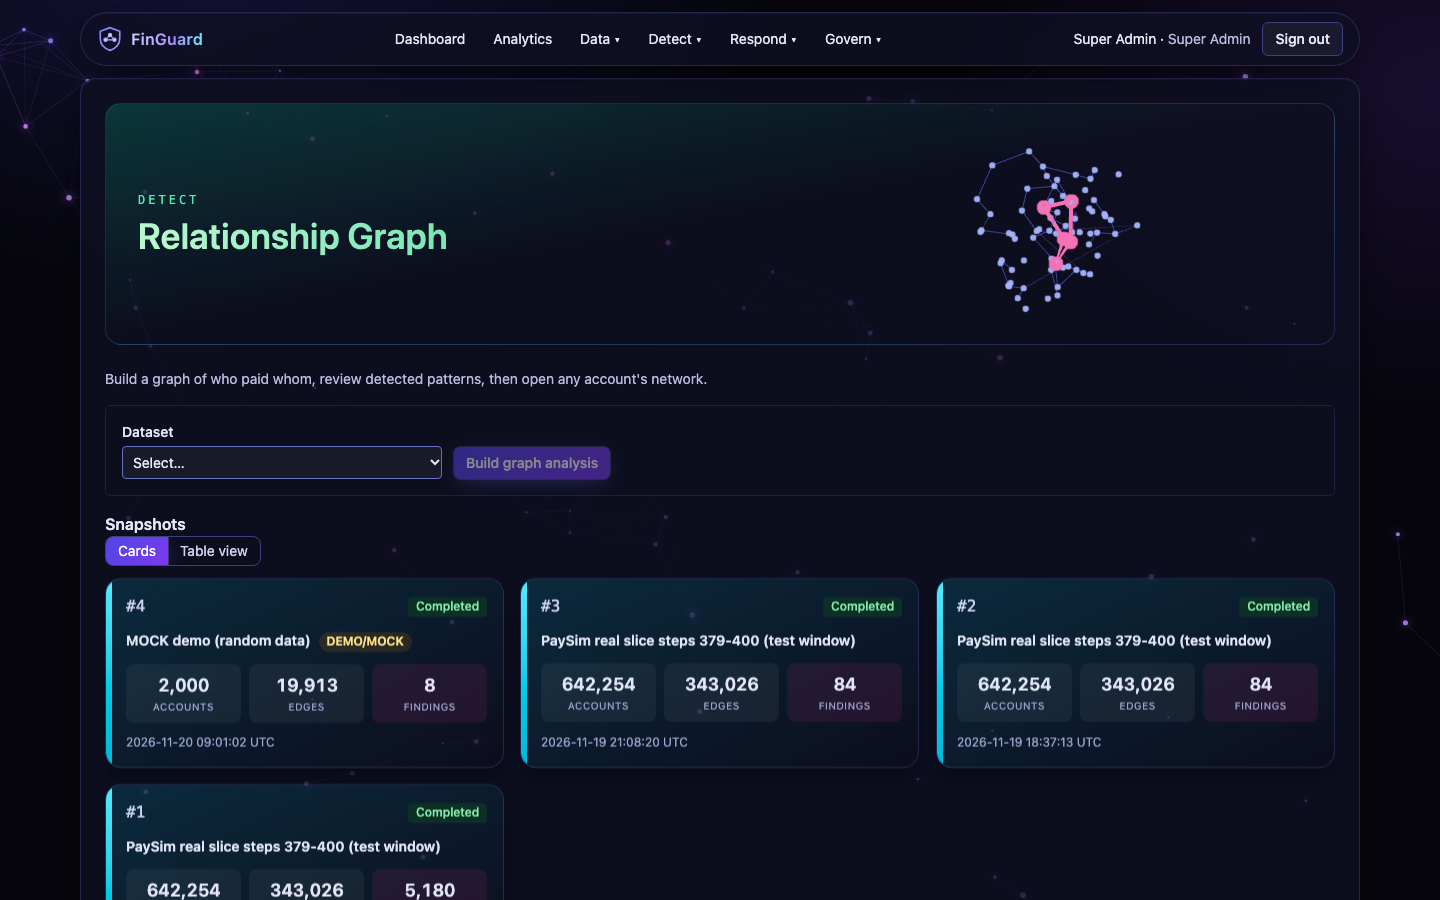 FinGuard
Dashboard
Analytics
Data ▾
Detect ▾
Respond ▾
Govern ▾
Super Admin · Super Admin
Sign out
DETECT
Relationship Graph
Build a graph of who paid whom, review detected patterns, then open any account's network.
Dataset
Select...
Build graph analysis
Snapshots
Cards
Table view
#4
Completed
MOCK demo (random data)
DEMO/MOCK
2,000
ACCOUNTS
19,913
EDGES
8
FINDINGS
2026-11-20 09:01:02 UTC
#3
Completed
PaySim real slice steps 379-400 (test window)
642,254
ACCOUNTS
343,026
EDGES
84
FINDINGS
2026-11-19 21:08:20 UTC
#2
Completed
PaySim real slice steps 379-400 (test window)
642,254
ACCOUNTS
343,026
EDGES
84
FINDINGS
2026-11-19 18:37:13 UTC
#1
Completed
PaySim real slice steps 379-400 (test window)
642,254
343,026
5,180